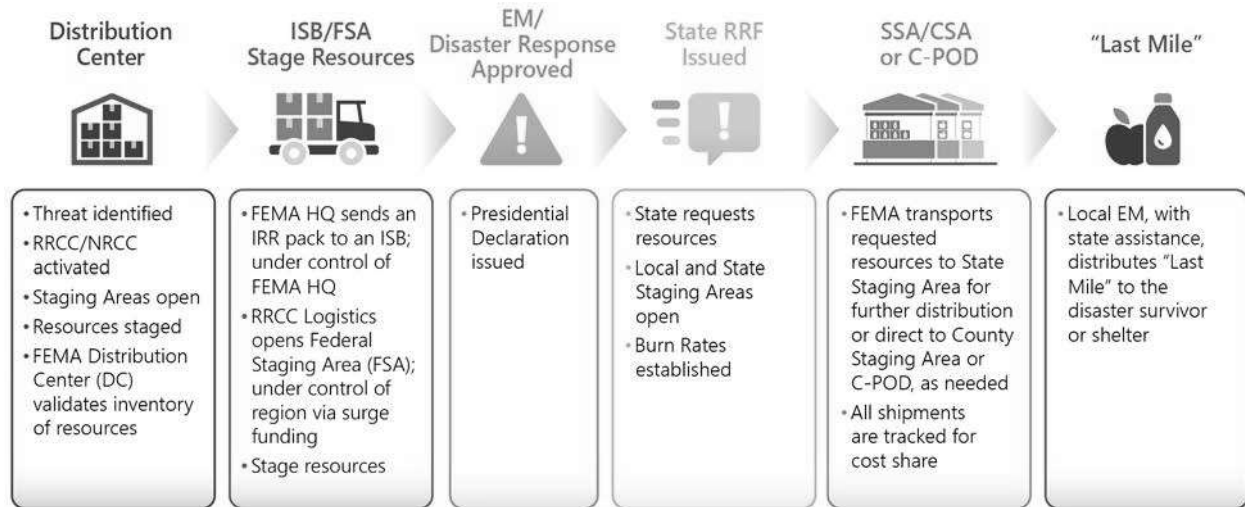 Distribution
Center
ISB/FSA
Stage Resources
EM/
Disaster Response
Approved
State RRF
Issued
SSA/CSA
or C-POD
“Last Mile”
• Threat identified
• RRCC/NRCC
activated
• Staging Areas open
• Resources staged
• FEMA Distribution
Center (DC)
validates inventory
of resources
• FEMA HQ sends an
IRR pack to an ISB;
under control of
FEMA HQ
• RRCC Logistics
opens Federal
Staging Area (FSA);
under control of
region via surge
funding
• Stage resources
• Presidential
Declaration
issued
• State requests
resources
• Local and State
Staging Areas
open
• Burn Rates
established
• FEMA transports
requested
resources to State
Staging Area for
further distribution
or direct to County
Staging Area or
C-POD, as needed
• All shipments
are tracked for
cost share
• Local EM, with
state assistance,
distributes “Last
Mile” to the
disaster survivor
or shelter